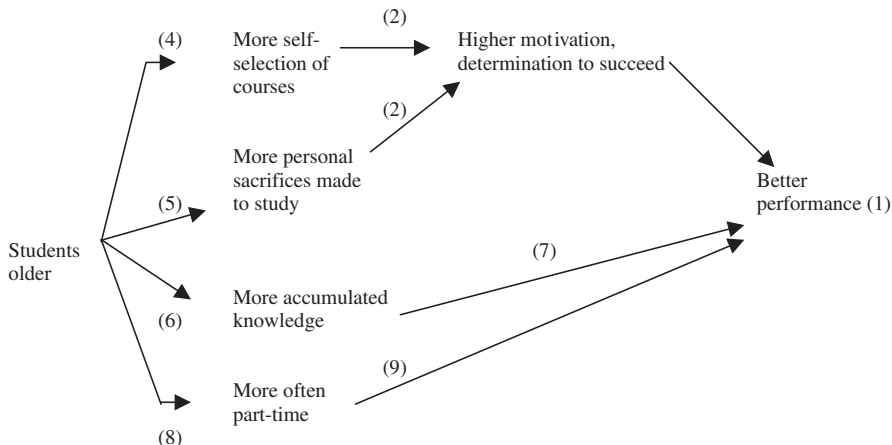 (4)
More self-
selection of
courses
(2)
Higher motivation,
determination to succeed
(2)
More personal
sacrifices made
to study
(5)
Better
performance (1)
Students
older
(7)
More accumulated
knowledge
(6)
(9)
More often
part-time
(8)